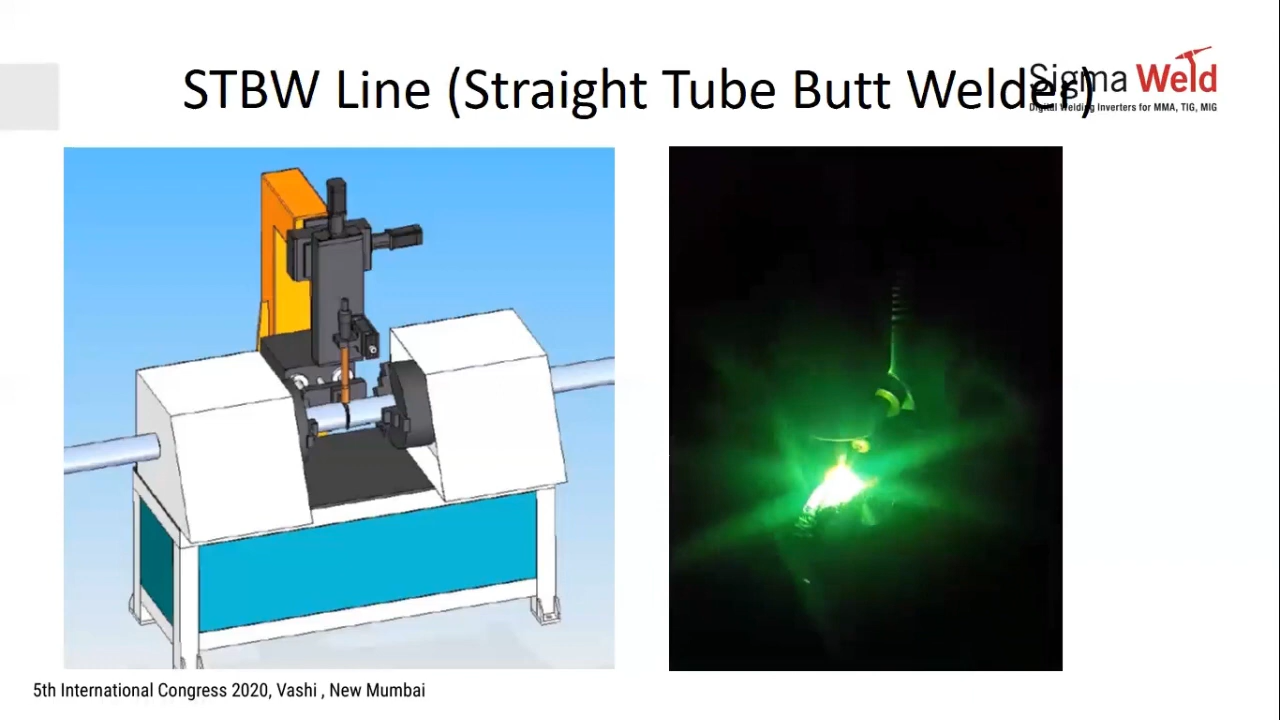 STBW Line (Straight Tube Butt Welder)
Sigma Weld
Digital Welding Inverters for MMA, TIG, MIG
5th International Congress 2020, Vashi , New Mumbai